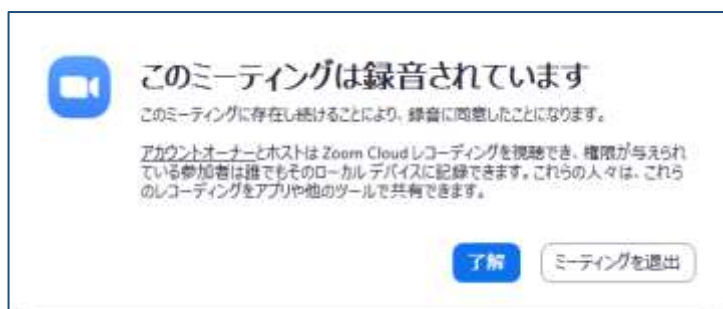 このミーティングは録音されています
このミーティングに存在し続けることにより、録音に同意したことになります。
アカウントオーナーとホストは Zoom Cloud レコーディングを視聴でき、権限が与えられ
ている参加者は誰でもそのローカル デバイスに記録できます。これらの人々は、これら
のレコーディングをアプリや他のツールで共有できます。
了解
ミーティングを退出